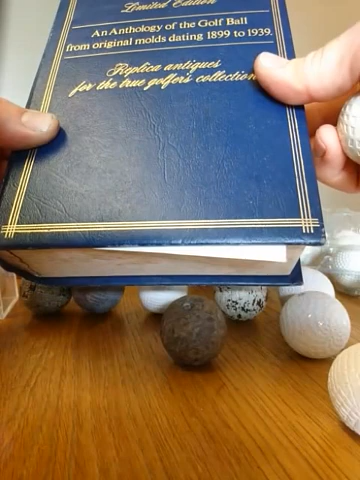 Limited Edition
An Anthology of the Golf Ball
from original molds dating 1899 to 1939.
Replica antiques
for the true golfer's collection